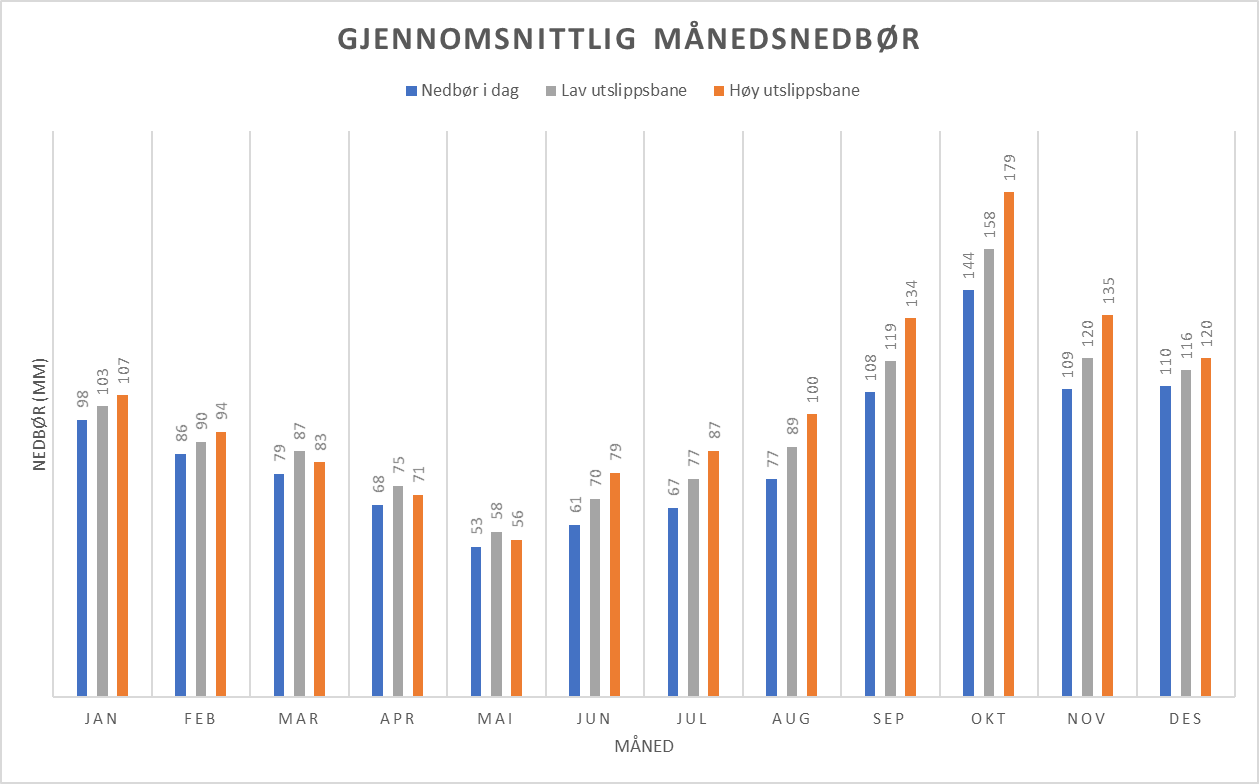 GJENNOMSNITTLIG MÅNEDSNEDBØR
Nedbør i dag Lav utslippsbane Høy utslippsbane
NEDBØR (MM)
98 103 107
86 90 94
79 87 83
68 75 71
53 58 56
61 70 79
67 77 87
77 89 100
108 119 134
144 158 179
109 120 135
110 116 120
JAN FEB MAR APR MAI JUN JUL AUG SEP OKT NOV DES
MÅNED